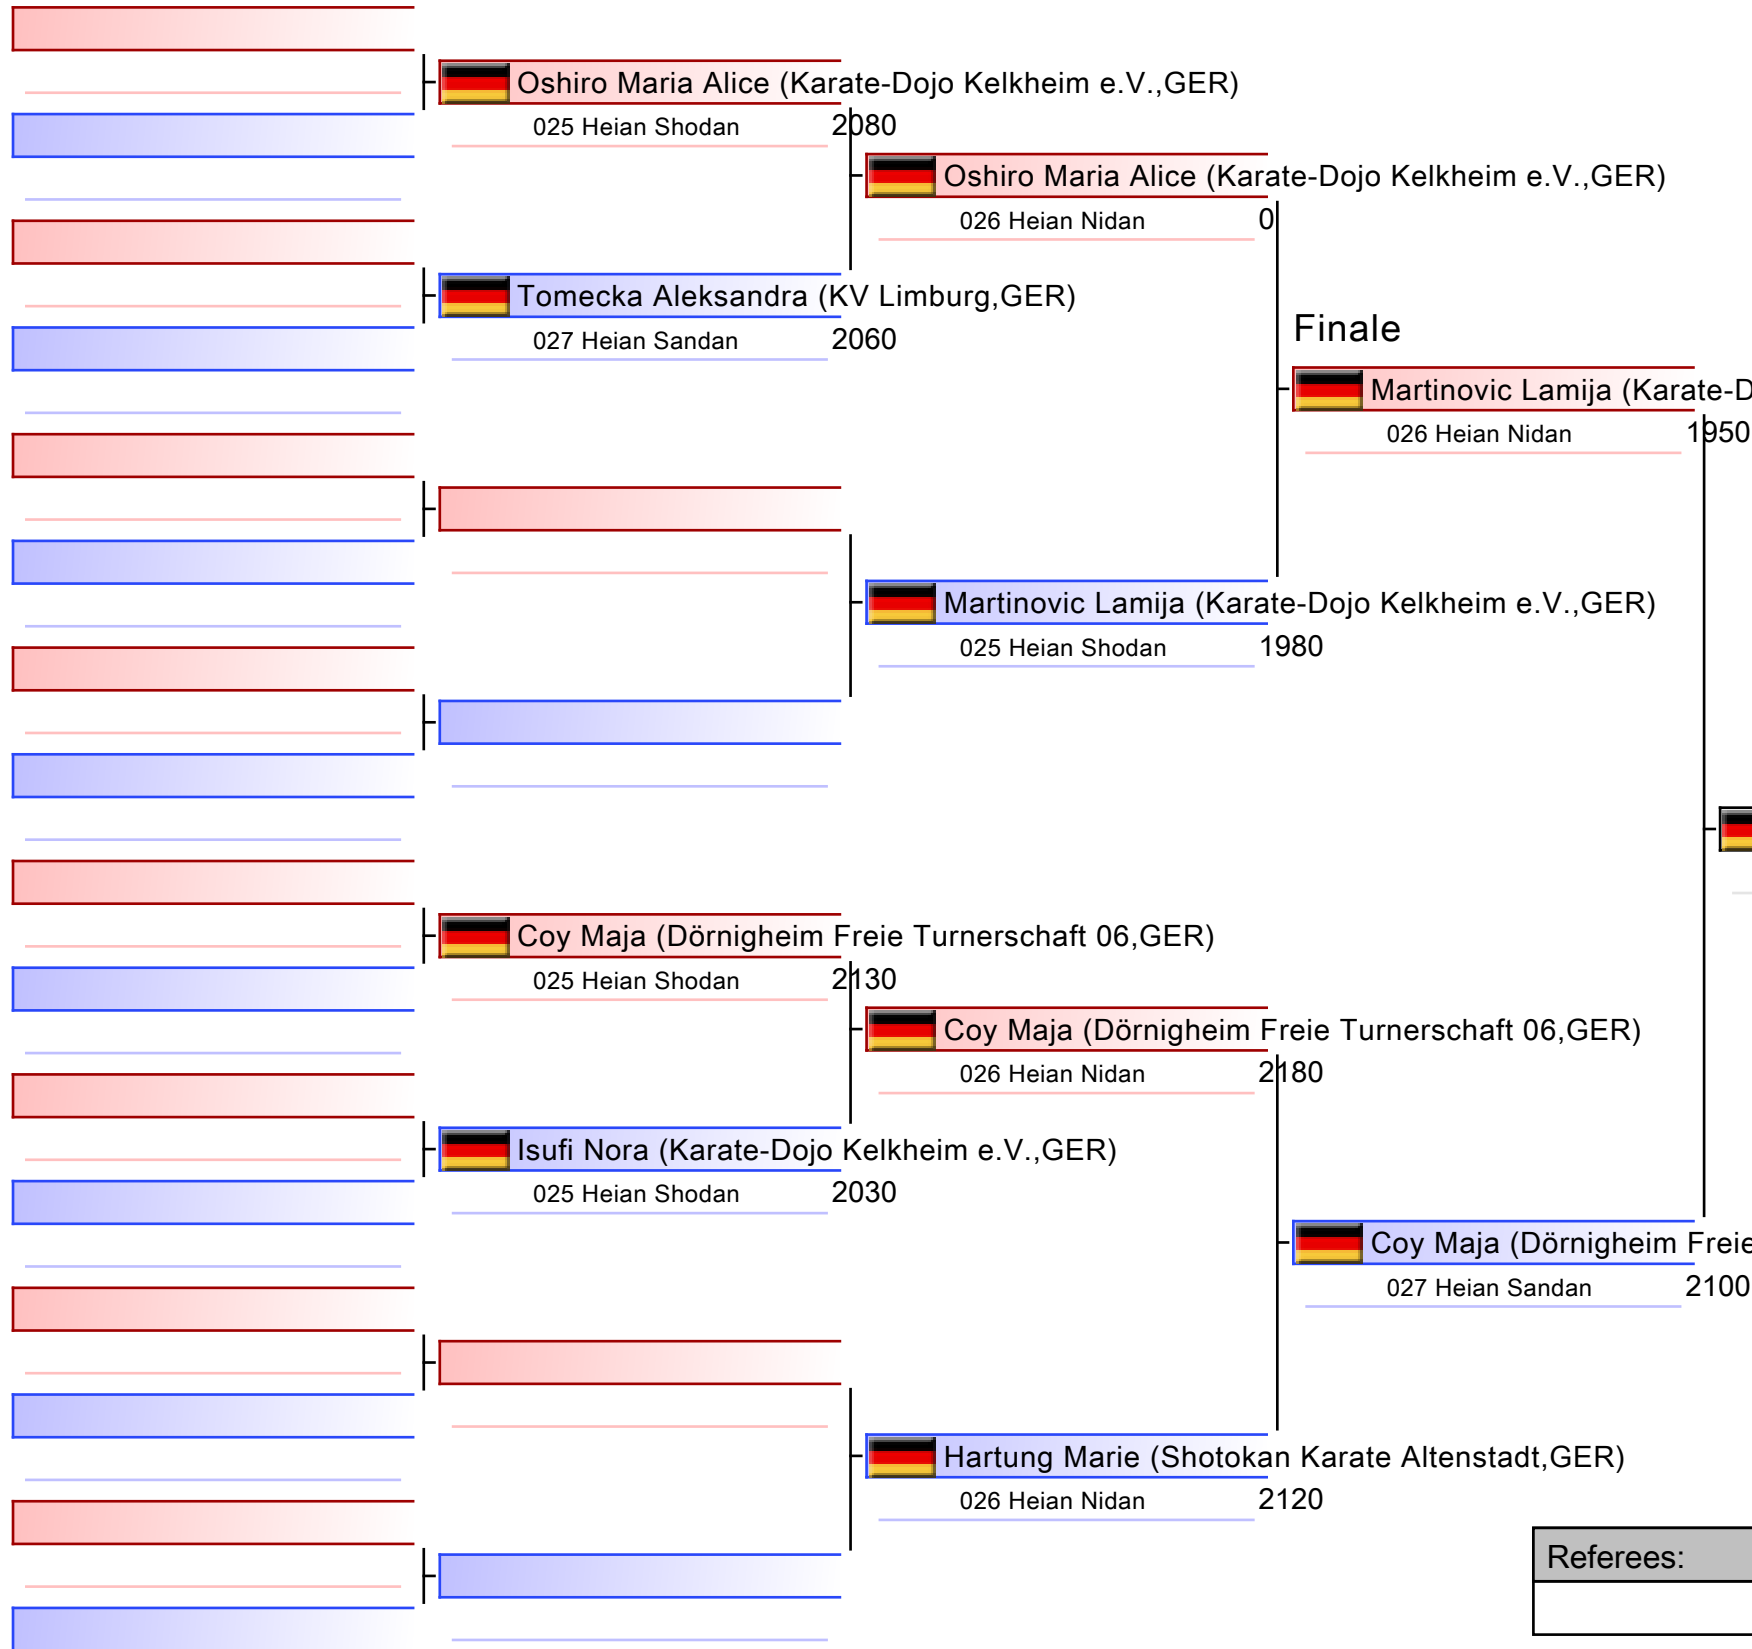 Oshiro Maria Alice (Karate-Dojo Kelkheim e.V.,GER)
025 Heian Shodan 2080
Oshiro Maria Alice (Karate-Dojo Kelkheim e.V.,GER)
026 Heian Nidan 0
Tomecka Aleksandra (KV Limburg,GER)
027 Heian Sandan 2060
Finale
Martinovic Lamija (Karate-D
026 Heian Nidan 1950
Martinovic Lamija (Karate-Dojo Kelkheim e.V.,GER)
025 Heian Shodan 1980
Coy Maja (Dörnigheim Freie Turnerschaft 06,GER)
025 Heian Shodan 2130
Coy Maja (Dörnigheim Freie Turnerschaft 06,GER)
026 Heian Nidan 2180
Isufi Nora (Karate-Dojo Kelkheim e.V.,GER)
025 Heian Shodan 2030
Coy Maja (Dörnigheim Freie
027 Heian Sandan 2100
Hartung Marie (Shotokan Karate Altenstadt,GER)
026 Heian Nidan 2120
Referees: